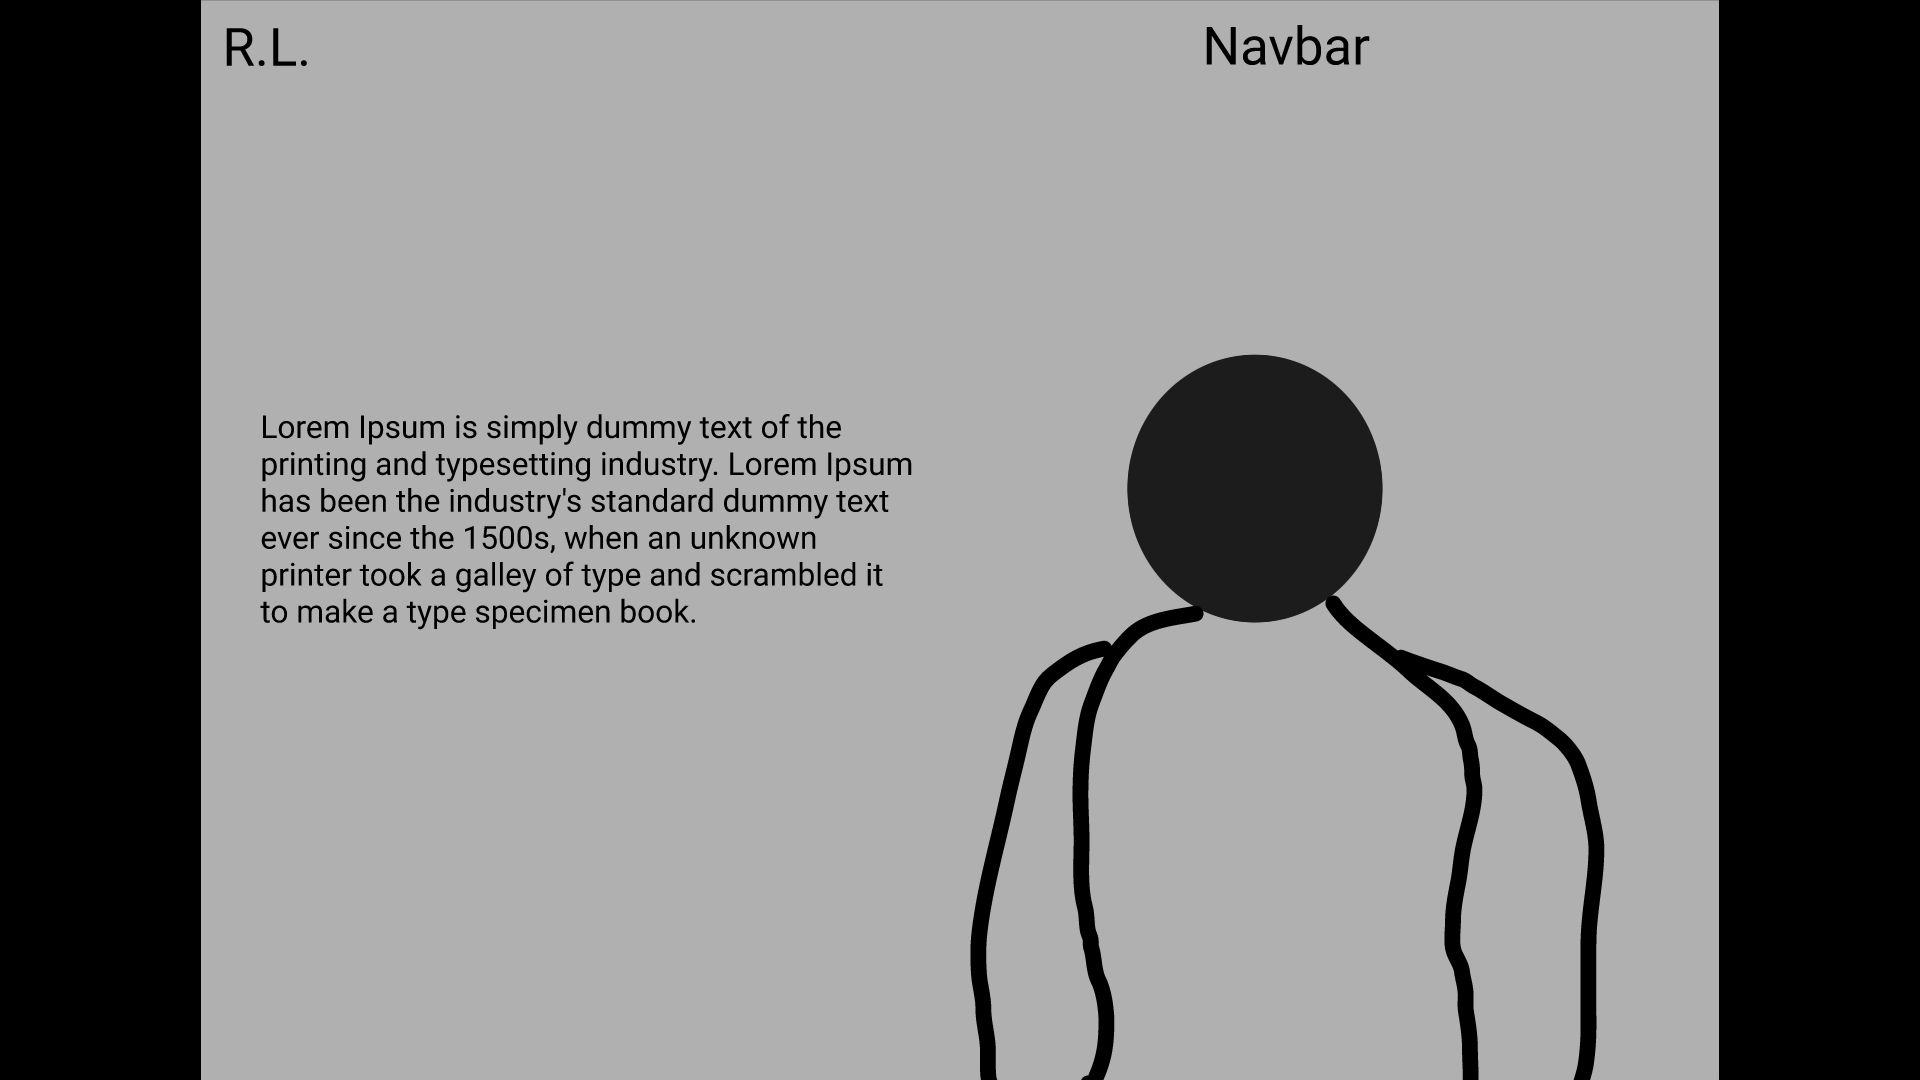 R.L.
Navbar
Lorem Ipsum is simply dummy text of the
printing and typesetting industry. Lorem Ipsum
has been the industry's standard dummy text
ever since the 1500s, when an unknown
printer took a galley of type and scrambled it
to make a type specimen book.